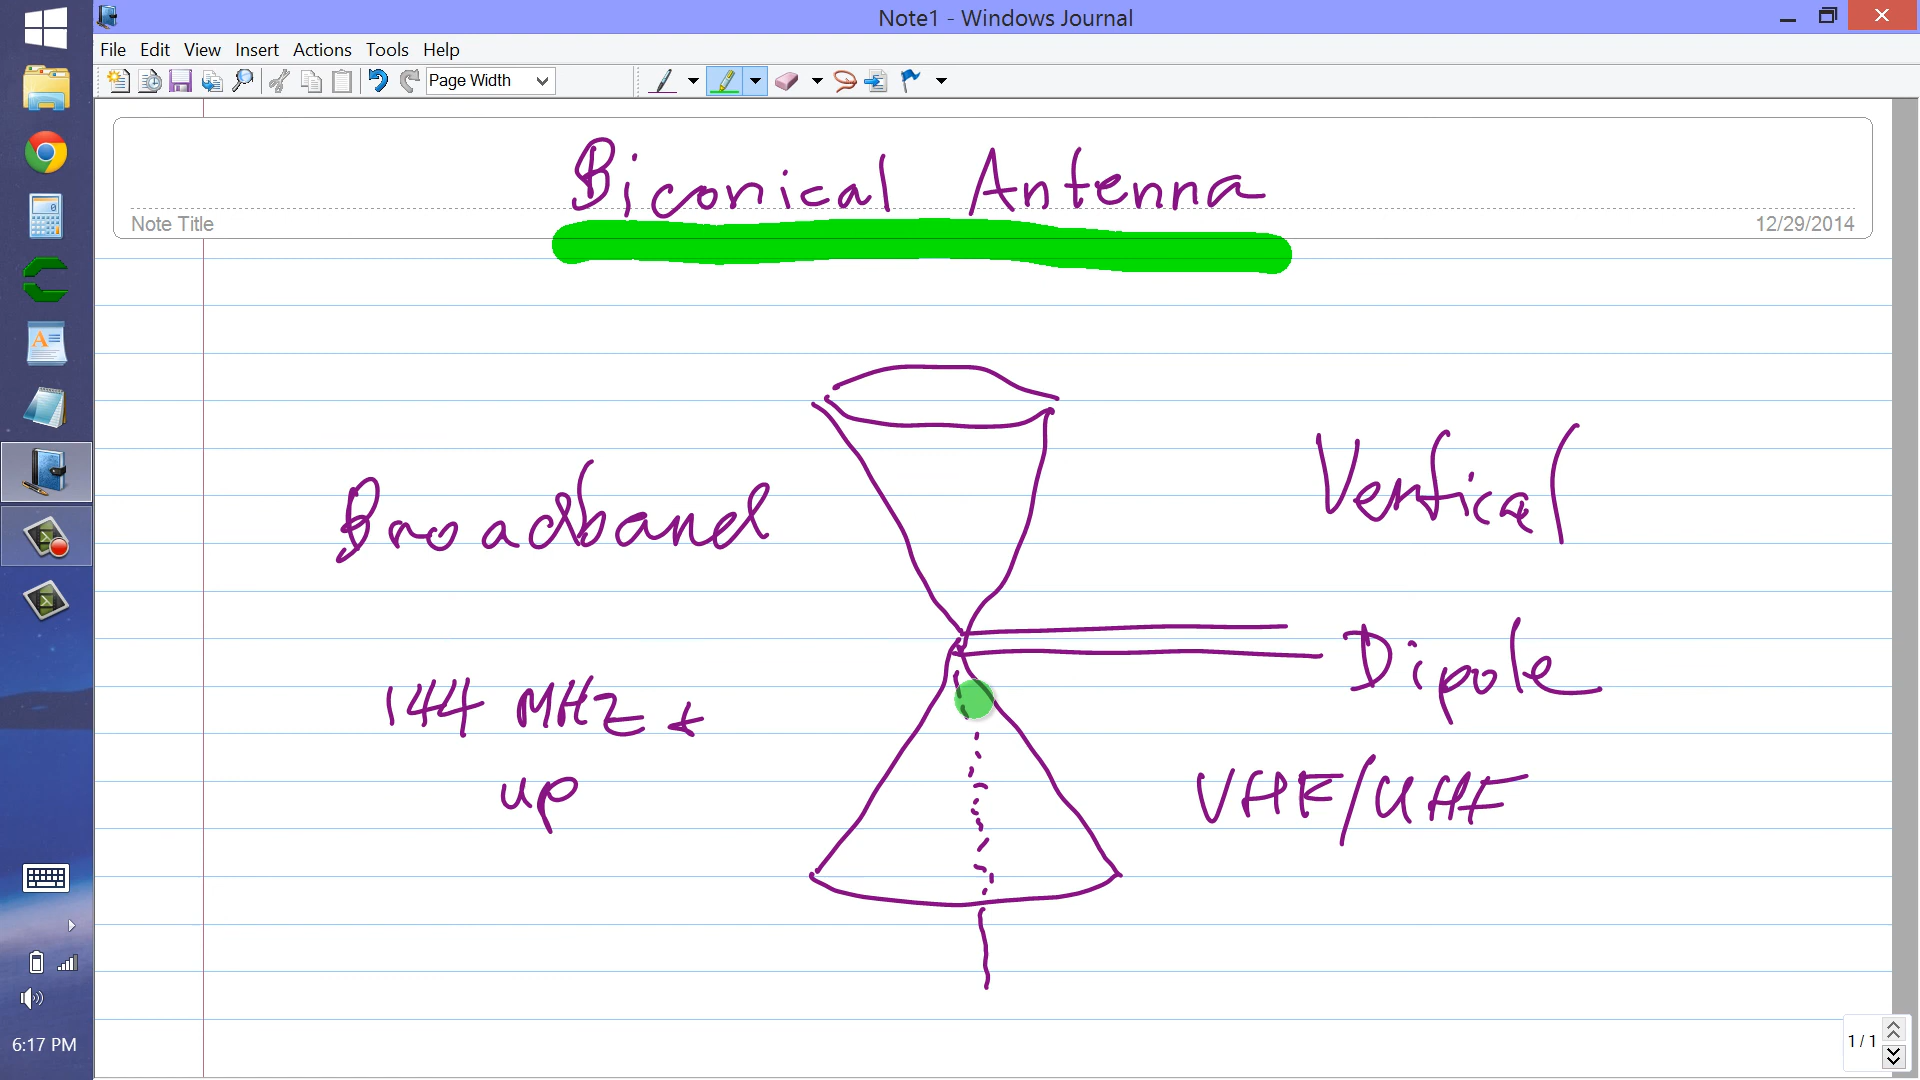 Note1 - Windows Journal
File Edit View Insert Actions Tools Help
Page Width
Biconical Antenna
Note Title
12/29/2014
Broadband
Vertical
Dipole
144 MHz +
up
VHF/UHF
6:17 PM
1 / 1